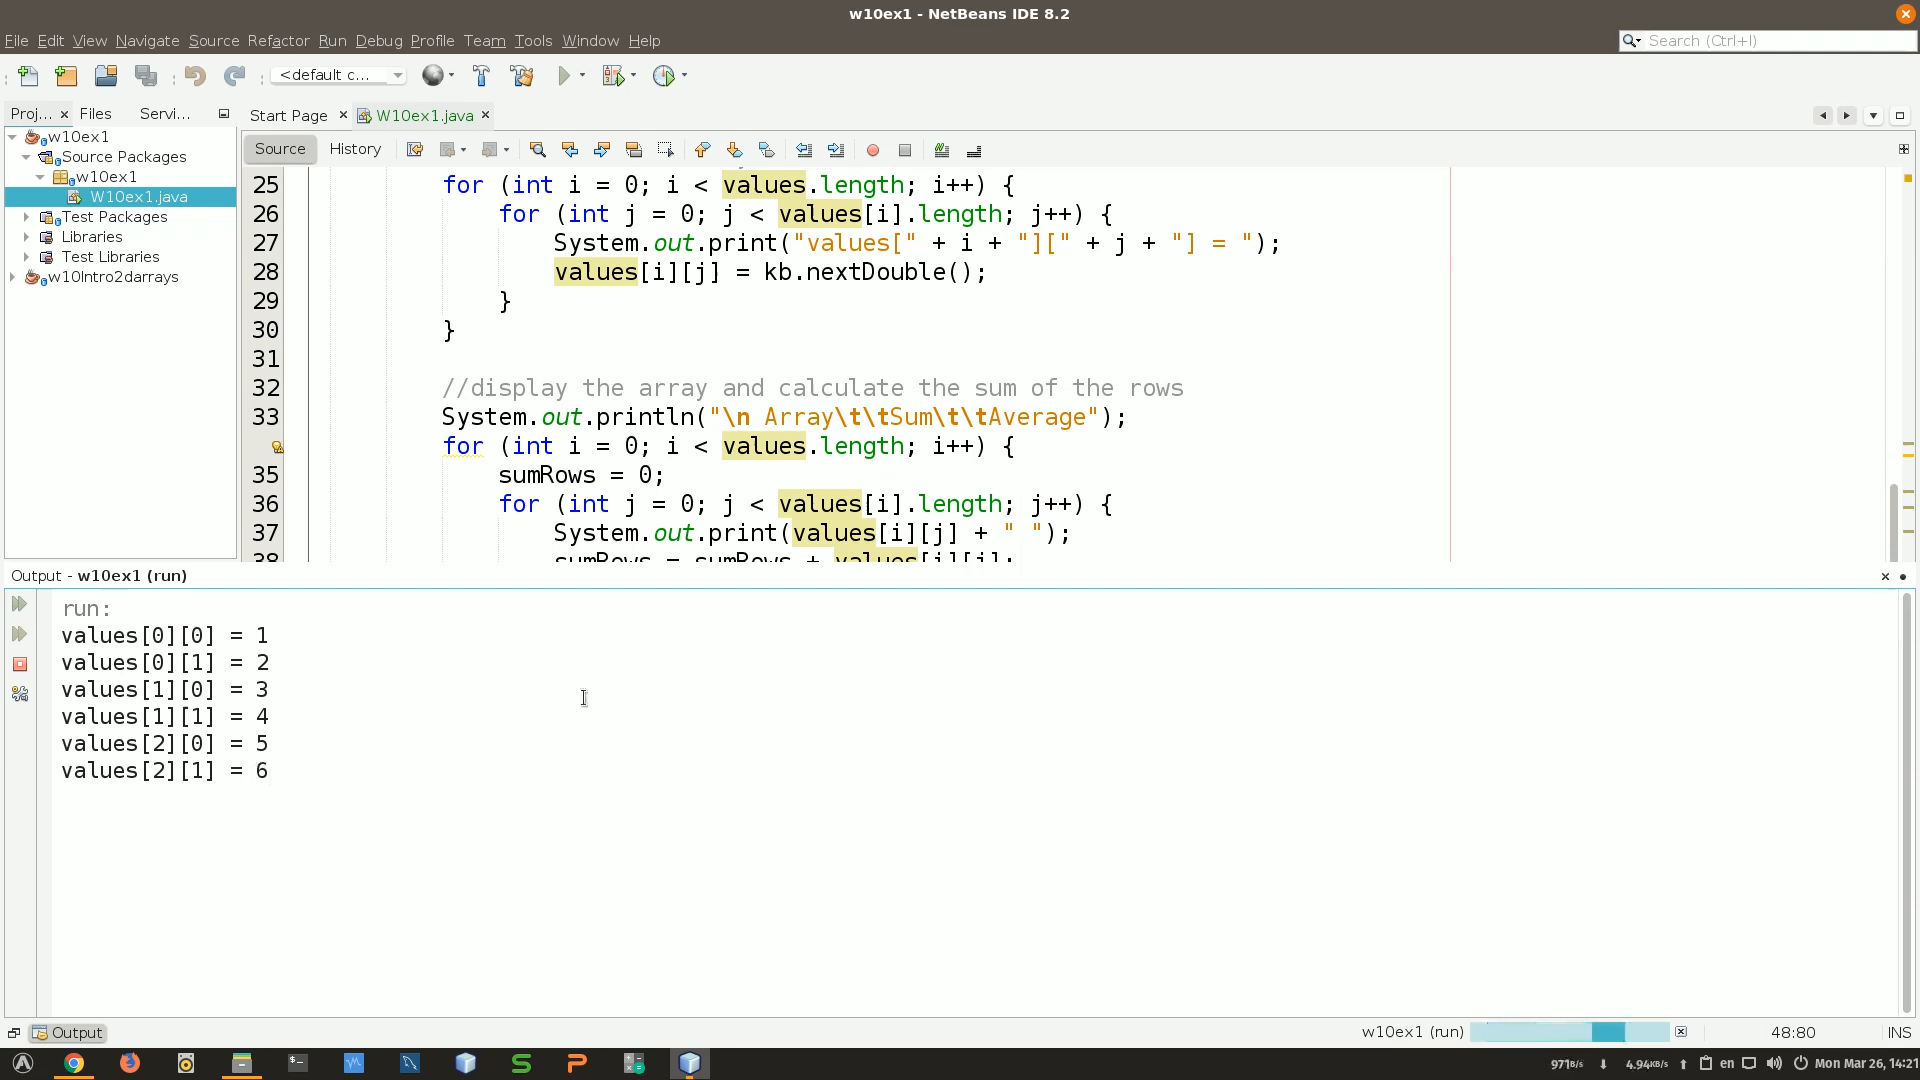 w10ex1 - NetBeans IDE 8.2
File Edit View Navigate Source Refactor Run Debug Profile Team Tools Window Help
Search (Ctrl+I)
<default c...
Proj... Files Servi...
Start Page W10ex1.java
w10ex1
Source Packages
w10ex1
W10ex1.java
Test Packages
Libraries
Test Libraries
w10Intro2darrays
Source History
25 for (int i = 0; i < values.length; i++) {
26 for (int j = 0; j < values[i].length; j++) {
27 System.out.print("values[" + i + "][" + j + "] = ");
28 values[i][j] = kb.nextDouble();
29 }
30 }
31
32 //display the array and calculate the sum of the rows
33 System.out.println("\n Array\t\tSum\t\tAverage");
for (int i = 0; i < values.length; i++) {
35 sumRows = 0;
36 for (int j = 0; j < values[i].length; j++) {
37 System.out.print(values[i][j] + " ");
38 sumRows = sumRows + values[i][j];
Output - w10ex1 (run)
run:
values[0][0] = 1
values[0][1] = 2
values[1][0] = 3
values[1][1] = 4
values[2][0] = 5
values[2][1] = 6
Output
w10ex1 (run)
48:80
INS
971B/s 4.94KB/s en Mon Mar 26, 14:21